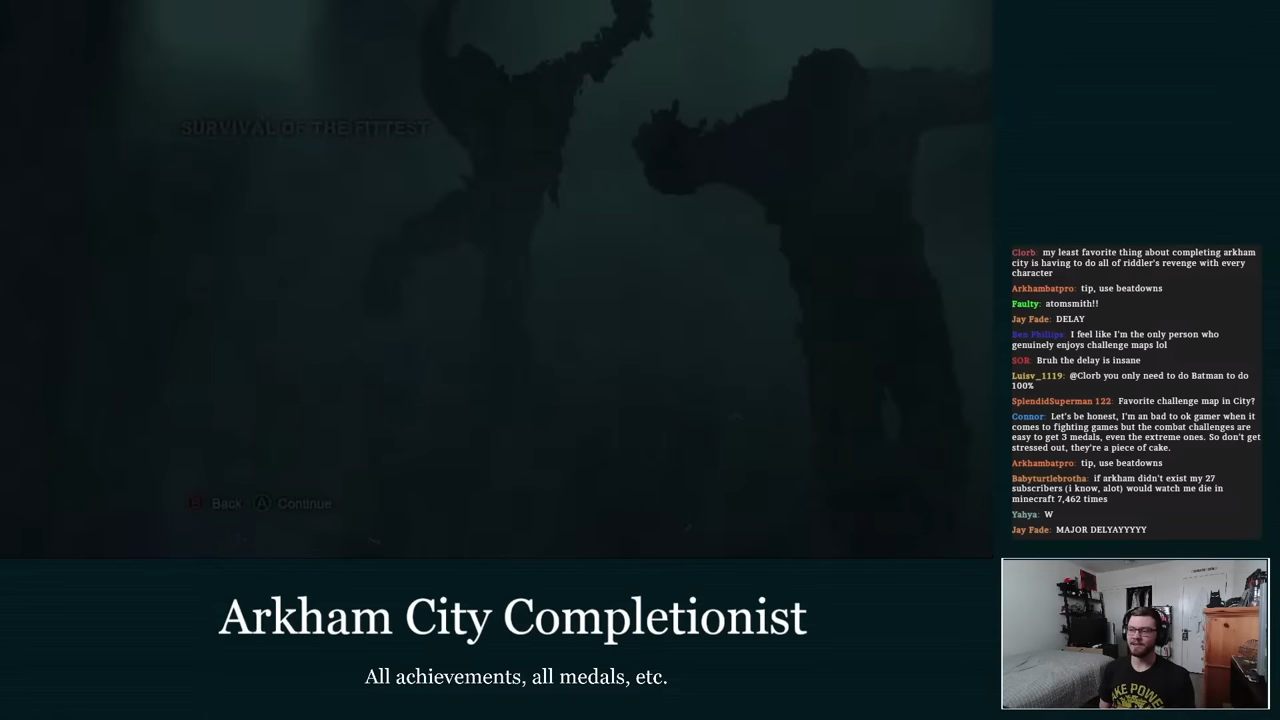 SURVIVAL OF THE FITTEST
B Back A Continue
Clorb: my least favorite thing about completing arkham
city is having to do all of riddler's revenge with every
character
Arkhambatpro: tip, use beatdowns
Faulty: atomsmith!!
Jay Fade: DELAY
Ben Phillips: I feel like I'm the only person who
genuinely enjoys challenge maps lol
SOR: Bruh the delay is insane
Luisv_1119: @Clorb you only need to do Batman to do
100%
SplendidSuperman 122: Favorite challenge map in City?
Connor: Let's be honest, I'm an bad to ok gamer when it
comes to fighting games but the combat challenges are
easy to get 3 medals, even the extreme ones. So don't get
stressed out, they're a piece of cake.
Arkhambatpro: tip, use beatdowns
Babyturtlebrotha: if arkham didn't exist my 27
subscribers (i know, alot) would watch me die in
minecraft 7,462 times
Yahya: W
Jay Fade: MAJOR DELYAYYYYY
Arkham City Completionist
All achievements, all medals, etc.